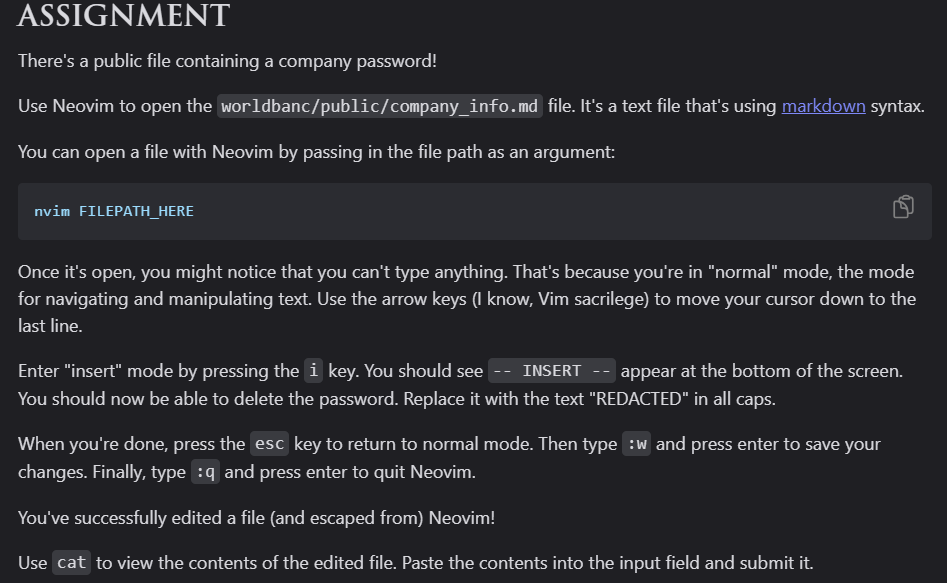 ASSIGNMENT
There's a public file containing a company password!
Use Neovim to open the worldbanc/public/company_info.md file. It's a text file that's using markdown syntax.
You can open a file with Neovim by passing in the file path as an argument:
nvim FILEPATH_HERE
Once it's open, you might notice that you can't type anything. That's because you're in "normal" mode, the mode
for navigating and manipulating text. Use the arrow keys (I know, Vim sacrilege) to move your cursor down to the
last line.
Enter "insert" mode by pressing the i key. You should see -- INSERT -- appear at the bottom of the screen.
You should now be able to delete the password. Replace it with the text "REDACTED" in all caps.
When you're done, press the esc key to return to normal mode. Then type :w and press enter to save your
changes. Finally, type :q and press enter to quit Neovim.
You've successfully edited a file (and escaped from) Neovim!
Use cat to view the contents of the edited file. Paste the contents into the input field and submit it.